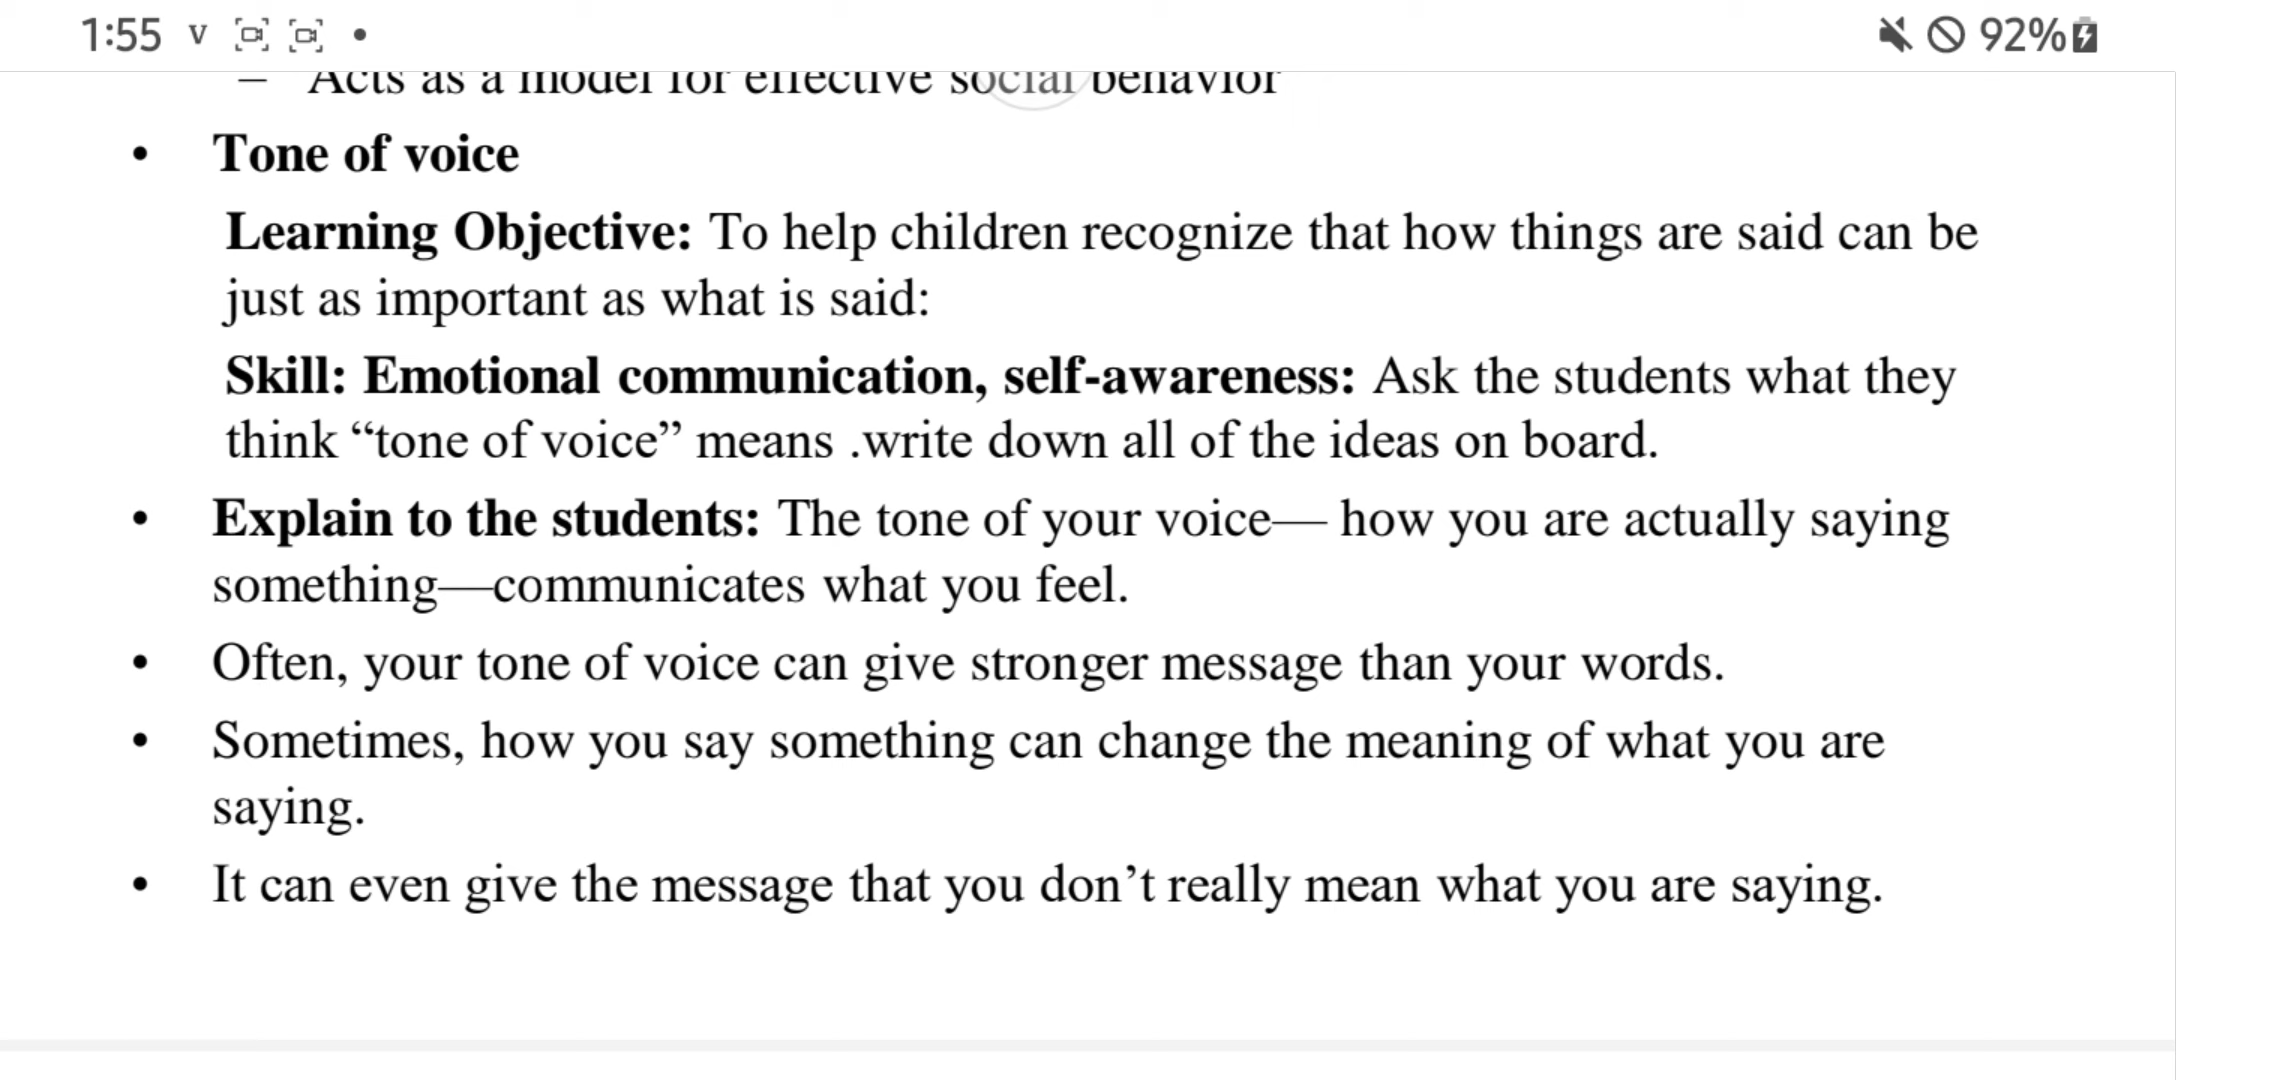 1:55 v 92%
– Acts as a model for effective social behavior
• Tone of voice
Learning Objective: To help children recognize that how things are said can be
just as important as what is said:
Skill: Emotional communication, self-awareness: Ask the students what they
think “tone of voice” means .write down all of the ideas on board.
• Explain to the students: The tone of your voice— how you are actually saying
something—communicates what you feel.
• Often, your tone of voice can give stronger message than your words.
• Sometimes, how you say something can change the meaning of what you are
saying.
• It can even give the message that you don’t really mean what you are saying.